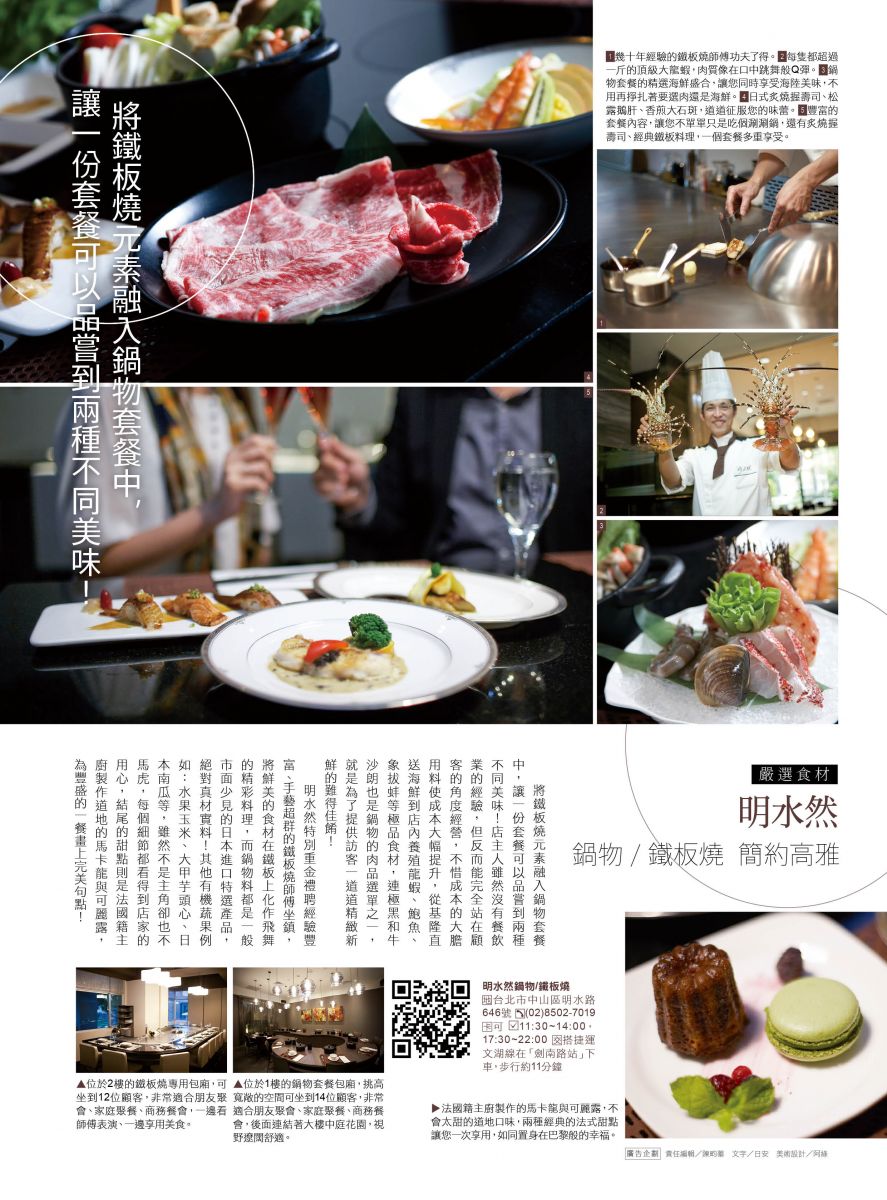 將鐵板燒元素融入鍋物套餐中,
讓一份套餐可以品嘗到兩種不同美味!
1幾十年經驗的鐵板燒師傅功夫了得。2每隻都超過
一斤的頂級大龍蝦,肉質像在口中跳舞般Q彈。3鍋
物套餐的精選海鮮盛合,讓您同時享受海陸美味,不
用再掙扎著要選肉還是海鮮。4日式炙燒握壽司、松
露鵝肝、香煎大石斑,道道征服您的味蕾。5豐富的
套餐內容,讓您不單單只是吃個涮涮鍋,還有炙燒握
壽司、經典鐵板料理,一個套餐多重享受。
4
5
1
2
3
嚴選食材
明水然
鍋物/鐵板燒 簡約高雅
將鐵板燒元素融入鍋物套餐
中,讓一份套餐可以品嘗到兩種
不同美味!店主人雖然沒有餐飲
業的經驗,但反而能完全站在顧
客的角度經營,不惜成本的大膽
用料使成本大幅提升,從基隆直
送海鮮到店內養殖龍蝦、鮑魚、
象拔蚌等極品食材,連極黑和牛
沙朗也是鍋物的肉品選單之一,
就是為了提供訪客一道道精緻新
鮮的難得佳餚!
明水然特別重金禮聘經驗豐
富、手藝超群的鐵板燒師傅坐鎮,
將鮮美的食材在鐵板上化作飛舞
的精彩料理,而鍋物料都是一般
市面少見的日本進口特選產品,
絕對真材實料!其他有機蔬果例
如:水果玉米、大甲芋頭心、日
本南瓜等,雖然不是主角卻也不
馬虎,每個細節都看得到店家的
用心,結尾的甜點則是法國籍主
廚製作道地的馬卡龍與可麗露,
為豐盛的一餐畫上完美句點!
▲位於2樓的鐵板燒專用包廂,可
坐到12位顧客,非常適合朋友聚
會、家庭聚餐、商務餐會,一邊看
師傅表演、一邊享用美食。
▲位於1樓的鍋物套餐包廂,挑高
寬敞的空間可坐到14位顧客,非常
適合朋友聚會、家庭聚餐、商務餐
會,後面連結著大樓中庭花園,視
野遼闊舒適。
明水然鍋物/鐵板燒
台北市中山區明水路
646號 (02)8502-7019
卡可 11:30~14:00,
17:30~22:00 搭捷運
文湖線在「劍南路站」下
車,步行約11分鐘
▶法國籍主廚製作的馬卡龍與可麗露,不
會太甜的道地口味,兩種經典的法式甜點
讓您一次享用,如同置身在巴黎般的幸福。
廣告企劃 責任編輯/陳昀薔 文字/日安 美術設計/阿綠